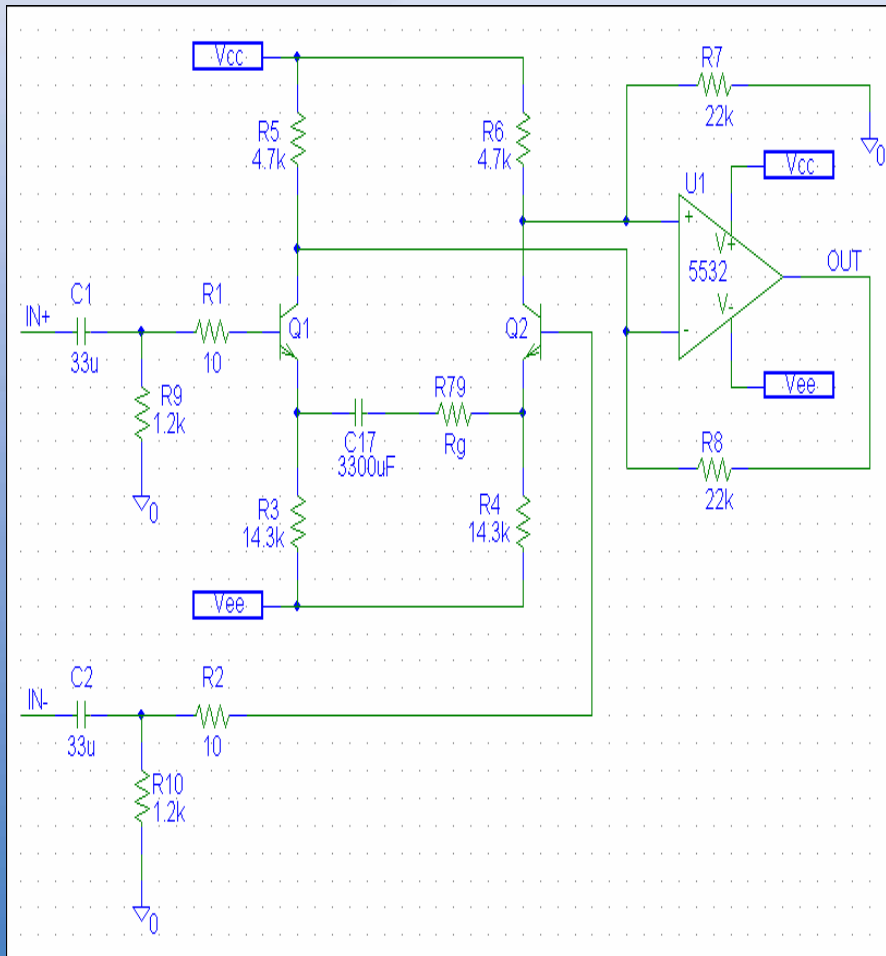 Vcc
R7
22k
0
R5
4.7k
R6
4.7k
Vcc
U1
+
V+
5532
V-
-
OUT
C1
IN+
33u
R1
10
Q1
Q2
Vee
R9
1.2k
0
R79
C17
3300uF
Rg
R8
22k
R3
14.3k
R4
14.3k
Vee
C2
IN-
33u
R2
10
R10
1.2k
0